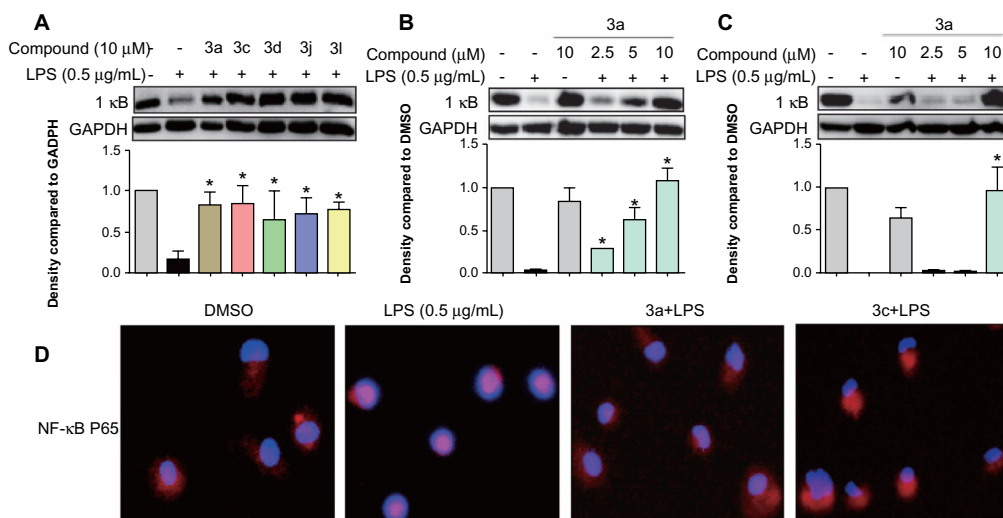 A
Compound (10 μM)- - 3a 3c 3d 3j 3l
LPS (0.5 μg/mL) - + + + + + +
1 κB
GAPDH
Density compared to GADPH
1.5
1.0
0.5
0.0
* * * * *
B
3a
Compound (μM) - - 10 2.5 5 10
LPS (0.5 μg/mL) - + - + + +
1 κB
GAPDH
Density compared to DMSO
1.5
1.0
0.5
0.0
* * *
C
3a
Compound (μM) - - 10 2.5 5 10
LPS (0.5 μg/mL) - + - + + +
1 κB
GAPDH
Density compared to DMSO
1.5
1.0
0.5
0.0
*
D
DMSO
LPS (0.5 μg/mL)
3a+LPS
3c+LPS
NF-κB P65